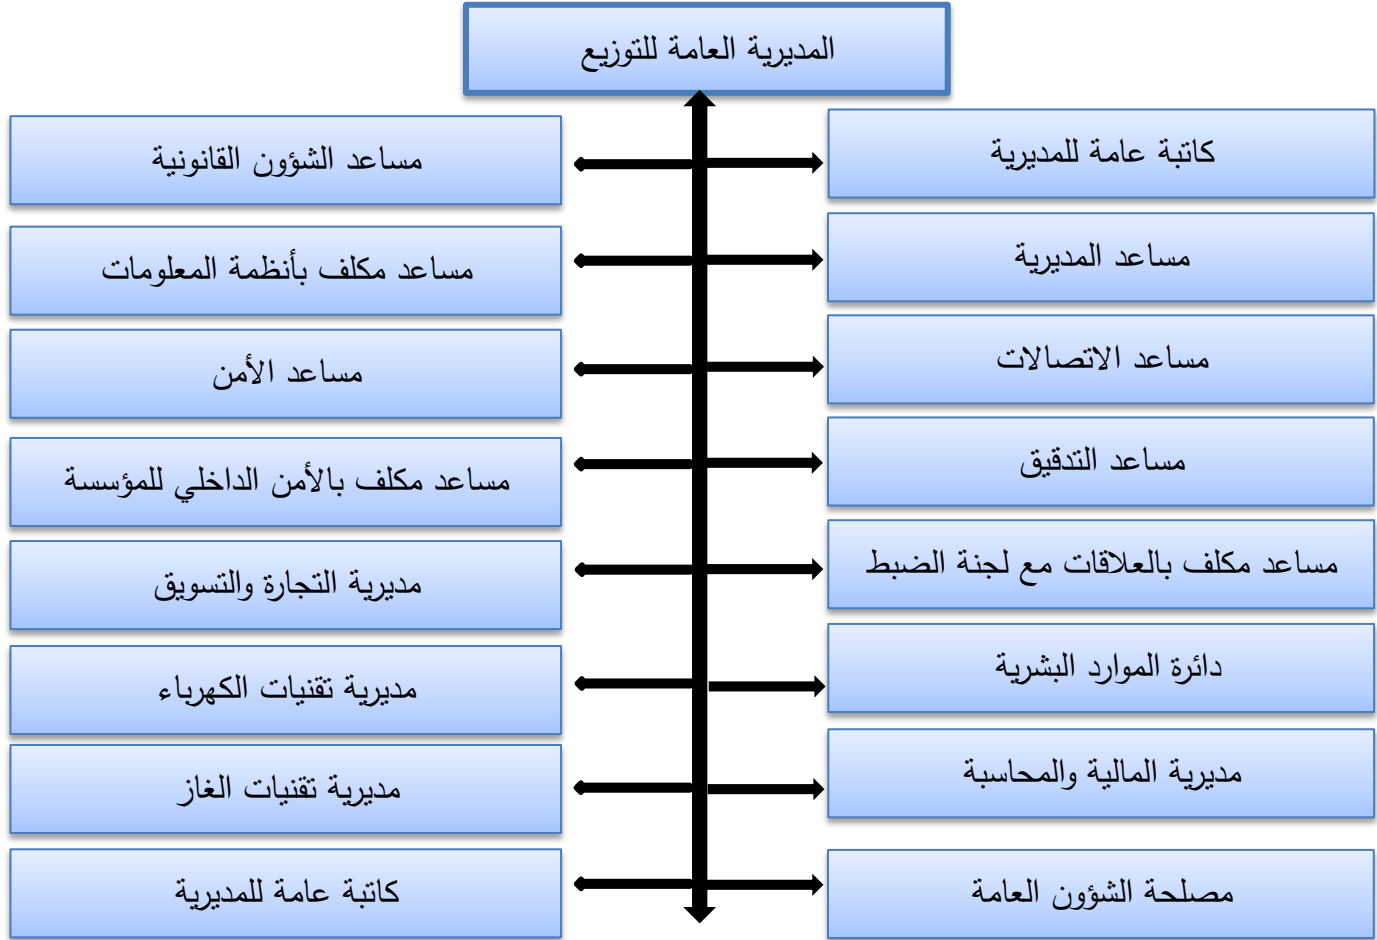 المديرية العامة للتوزيع
كاتبة عامة للمديرية
مساعد الشؤون القانونية
مساعد المديرية
مساعد مكلف بأنظمة المعلومات
مساعد الاتصالات
مساعد الأمن
مساعد التدقيق
مساعد مكلف بالأمن الداخلي للمؤسسة
مساعد مكلف بالعلاقات مع لجنة الضبط
مديرية التجارة والتسويق
دائرة الموارد البشرية
مديرية تقنيات الكهرباء
مديرية المالية والمحاسبة
مديرية تقنيات الغاز
مصلحة الشؤون العامة
كاتبة عامة للمديرية